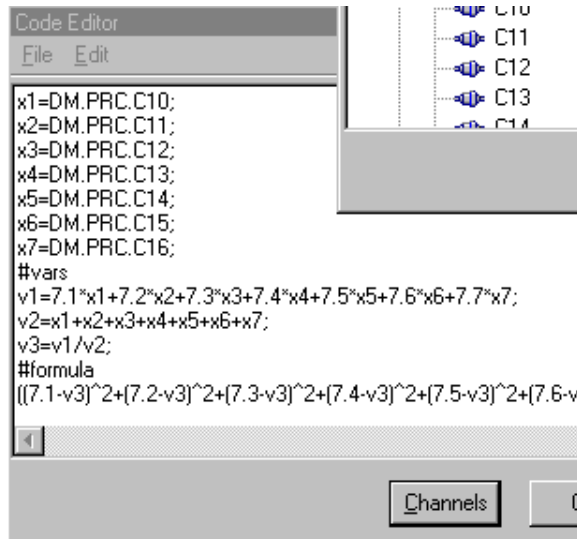 Code Editor
File Edit
C10
C11
C12
C13
C14
x1=DM.PRC.C10;
x2=DM.PRC.C11;
x3=DM.PRC.C12;
x4=DM.PRC.C13;
x5=DM.PRC.C14;
x6=DM.PRC.C15;
x7=DM.PRC.C16;
#vars
v1=7.1*x1+7.2*x2+7.3*x3+7.4*x4+7.5*x5+7.6*x6+7.7*x7;
v2=x1+x2+x3+x4+x5+x6+x7;
v3=v1/v2;
#formula
((7.1-v3)^2+(7.2-v3)^2+(7.3-v3)^2+(7.4-v3)^2+(7.5-v3)^2+(7.6-v
Channels